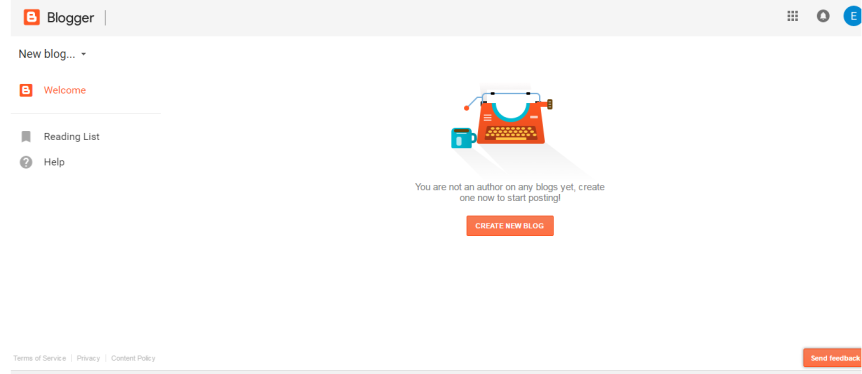 Blogger
E
New blog...
Welcome
Reading List
Help
You are not an author on any blogs yet, create
one now to start posting!
CREATE NEW BLOG
Terms of Service | Privacy | Content Policy
Send feedback